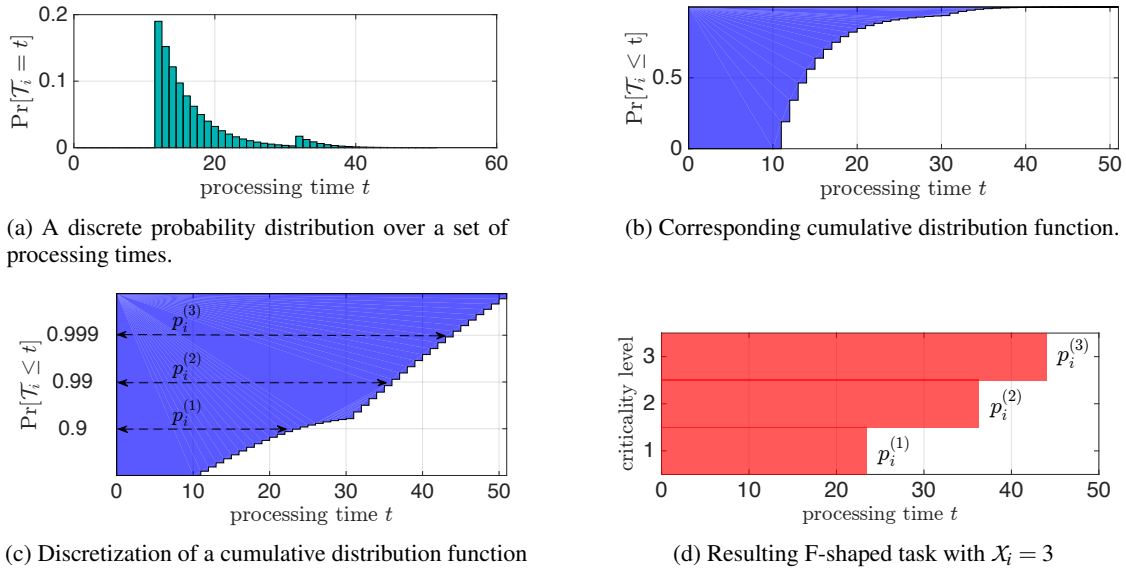 0.2
0.1
0
Pr[𝒯ᵢ = t]
0 20 40 60
processing time t
(a) A discrete probability distribution over a set of
processing times.
0.5
0
Pr[𝒯ᵢ ≤ t]
0 10 20 30 40 50
processing time t
(b) Corresponding cumulative distribution function.
0.999
0.99
0.9
Pr[𝒯ᵢ ≤ t]
pᵢ⁽³⁾
pᵢ⁽²⁾
pᵢ⁽¹⁾
0 10 20 30 40 50
processing time t
(c) Discretization of a cumulative distribution function
3
2
1
criticality level
pᵢ⁽³⁾
pᵢ⁽²⁾
pᵢ⁽¹⁾
0 10 20 30 40 50
processing time t
(d) Resulting F-shaped task with 𝒳ᵢ = 3